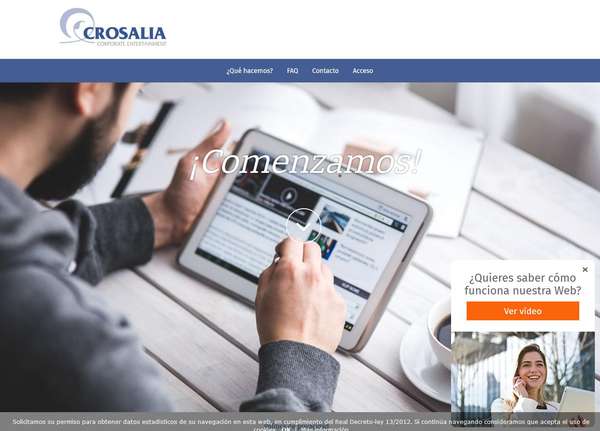 CROSALIA
CORPORATE ENTERTAINMENT
¿Qué hacemos? FAQ Contacto Acceso
¡Comenzamos!
¿Quieres saber cómo
funciona nuestra Web?
Ver vídeo
Solicitamos su permiso para obtener datos estadísticos de su navegación en esta web, en cumplimiento del Real Decreto-ley 13/2012. Si continúa navegando consideramos que acepta el uso de
cookies. OK | Más información